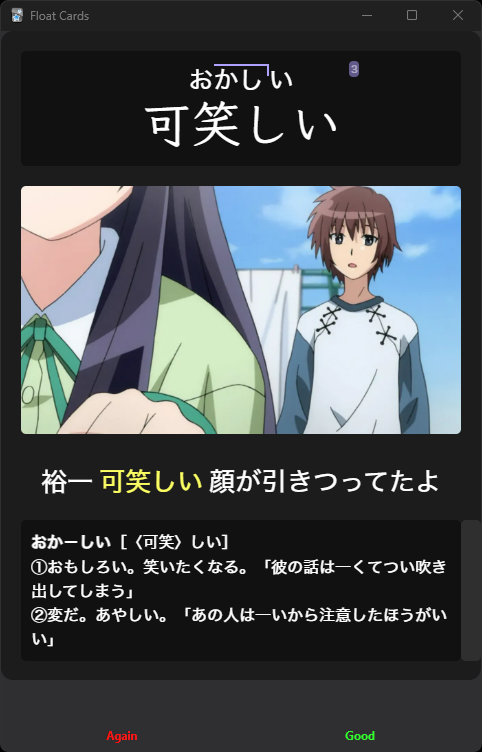 Float Cards
おかしい
3
可笑しい
裕一 可笑しい 顔が引きつってたよ
おかーしい［〈可笑〉しい］
①おもしろい。笑いたくなる。「彼の話は―くてつい吹き
出してしまう」
②変だ。あやしい。「あの人は―いから注意したほうがい
い」
Again
Good